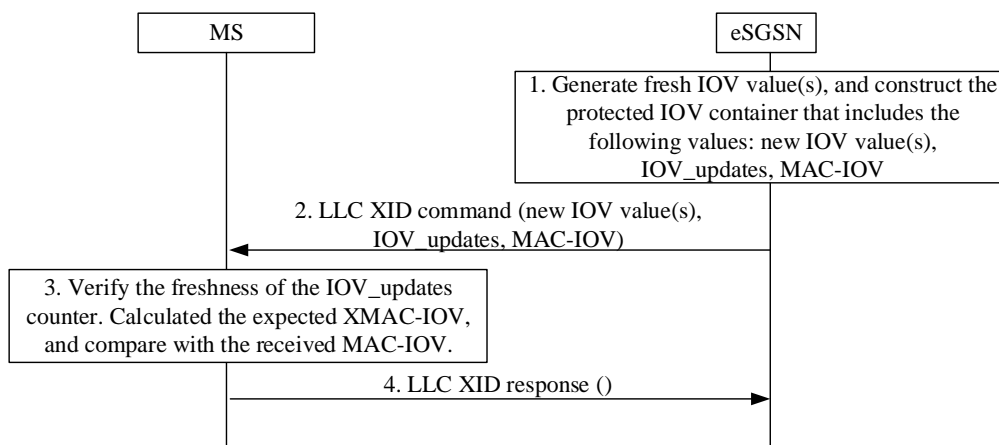 MS
eSGSN
1. Generate fresh IOV value(s), and construct the
protected IOV container that includes the
following values: new IOV value(s),
IOV_updates, MAC-IOV
2. LLC XID command (new IOV value(s),
IOV_updates, MAC-IOV)
3. Verify the freshness of the IOV_updates
counter. Calculated the expected XMAC-IOV,
and compare with the received MAC-IOV.
4. LLC XID response ()